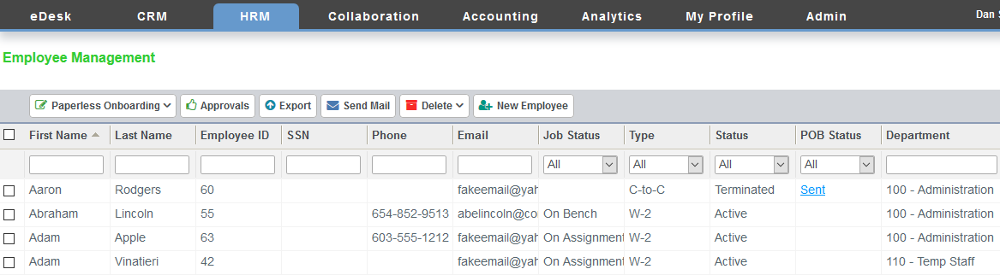 eDesk CRM HRM Collaboration Accounting Analytics My Profile Admin Dan
Employee Management
Paperless Onboarding Approvals Export Send Mail Delete New Employee
First Name Last Name Employee ID SSN Phone Email Job Status Type Status POB Status Department
All All All All
Aaron Rodgers 60 fakeemail@yah C-to-C Terminated Sent 100 - Administration
Abraham Lincoln 55 654-852-9513 abelincoln@co On Bench W-2 Active 100 - Administration
Adam Apple 63 603-555-1212 fakeemail@yah On Assignment W-2 Active 100 - Administration
Adam Vinatieri 42 fakeemail@yah On Assignment W-2 Active 110 - Temp Staff